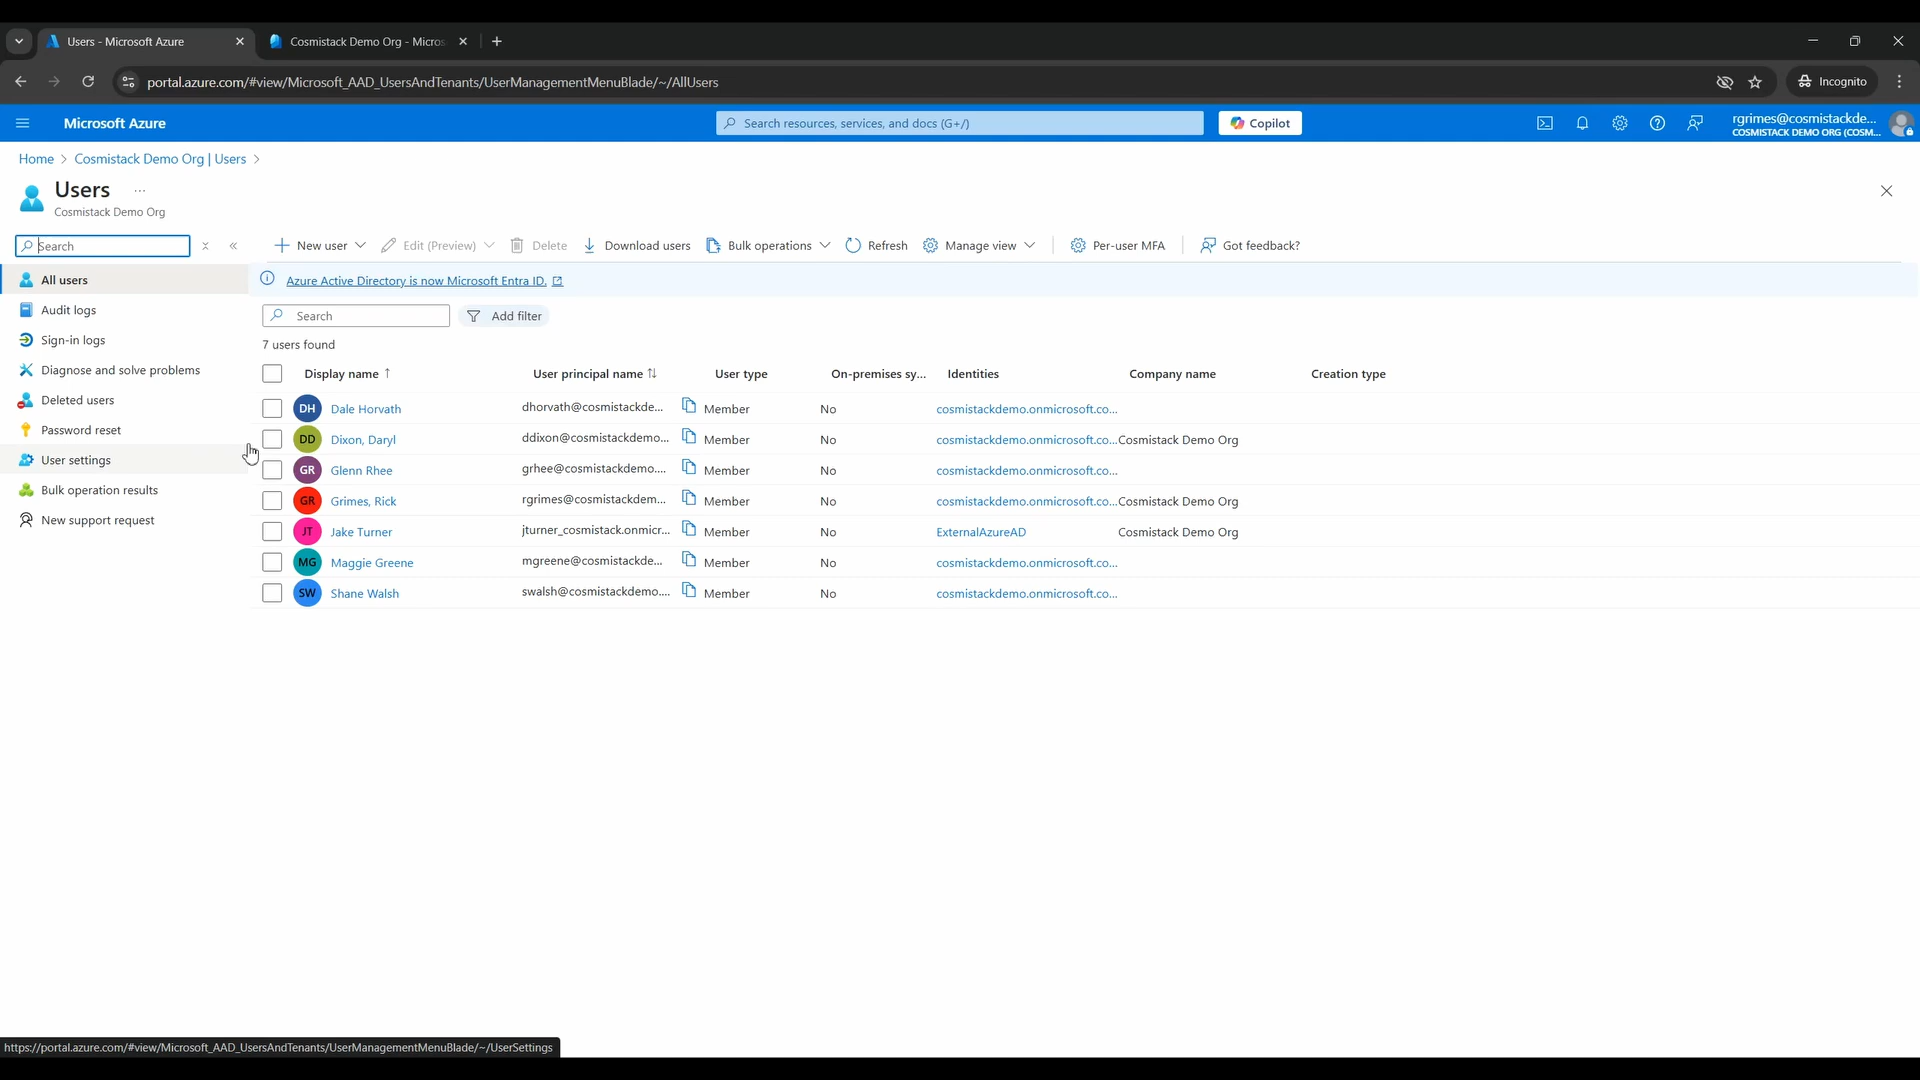 Users - Microsoft Azure
Cosmistack Demo Org - Micros
portal.azure.com/#view/Microsoft_AAD_UsersAndTenants/UserManagementMenuBlade/~/AllUsers
Incognito
Microsoft Azure
Search resources, services, and docs (G+/)
Copilot
rgrimes@cosmistackde...
COSMISTACK DEMO ORG (COSM...
Home > Cosmistack Demo Org | Users >
Users ...
Cosmistack Demo Org
Search
New user
Edit (Preview)
Delete
Download users
Bulk operations
Refresh
Manage view
Per-user MFA
Got feedback?
All users
Audit logs
Sign-in logs
Diagnose and solve problems
Deleted users
Password reset
User settings
Bulk operation results
New support request
Azure Active Directory is now Microsoft Entra ID.
Search
Add filter
7 users found
Display name ↑ User principal name ↑↓ User type On-premises sy... Identities Company name Creation type
DH Dale Horvath dhorvath@cosmistackde... Member No cosmistackdemo.onmicrosoft.co...
DD Dixon, Daryl ddixon@cosmistackdemo... Member No cosmistackdemo.onmicrosoft.co... Cosmistack Demo Org
GR Glenn Rhee grhee@cosmistackdemo.... Member No cosmistackdemo.onmicrosoft.co...
GR Grimes, Rick rgrimes@cosmistackdem... Member No cosmistackdemo.onmicrosoft.co... Cosmistack Demo Org
JT Jake Turner jturner_cosmistack.onmicr... Member No ExternalAzureAD Cosmistack Demo Org
MG Maggie Greene mgreene@cosmistackde... Member No cosmistackdemo.onmicrosoft.co...
SW Shane Walsh swalsh@cosmistackdemo.... Member No cosmistackdemo.onmicrosoft.co...
https://portal.azure.com/#view/Microsoft_AAD_UsersAndTenants/UserManagementMenuBlade/~/UserSettings